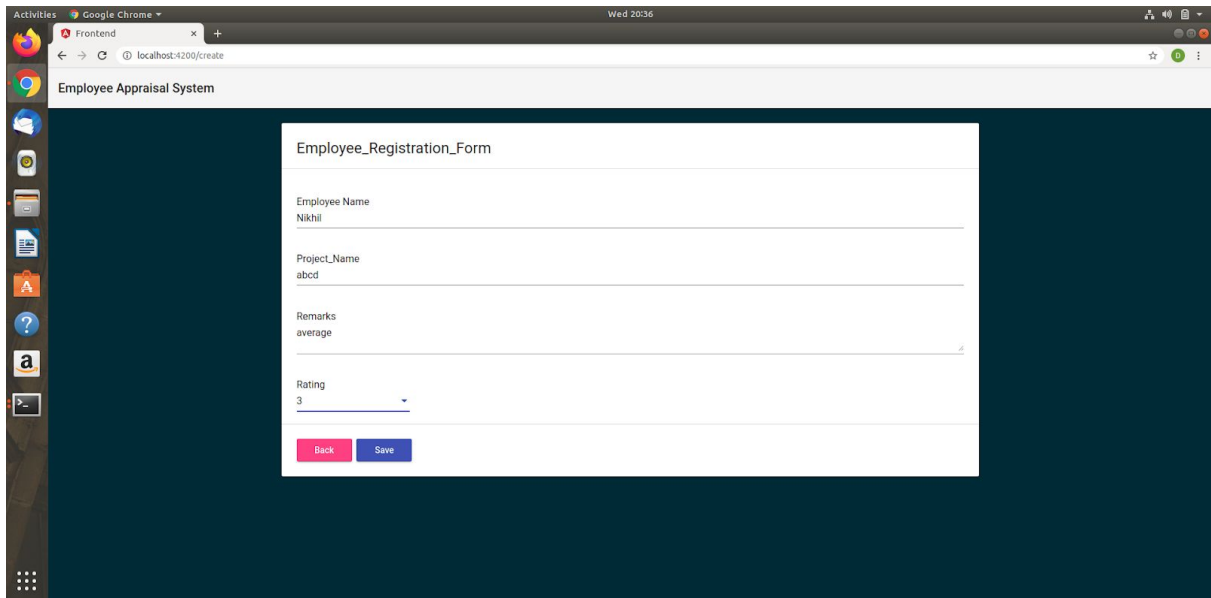 Activities Google Chrome Wed 20:36
Frontend
localhost:4200/create
D
Employee Appraisal System
Employee_Registration_Form
Employee Name
Nikhil
Project_Name
abcd
Remarks
average
Rating
3
Back Save